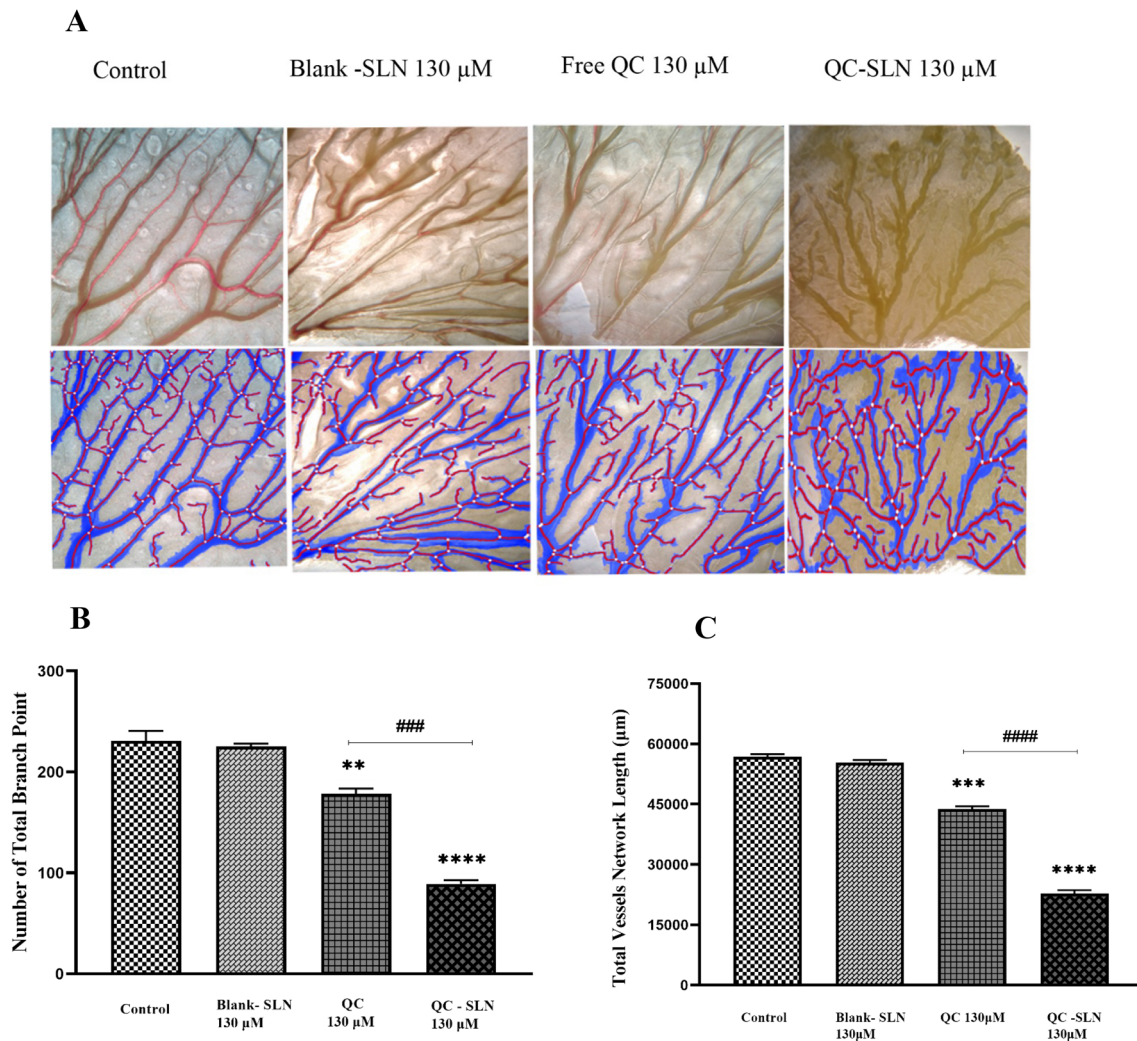 A
Control
Blank -SLN 130 µM
Free QC 130 µM
QC-SLN 130 µM
B
Number of Total Branch Point
300
200
100
0
**
###
****
Control
Blank- SLN
130 µM
QC
130 µM
QC - SLN
130 µM
C
Total Vessels Network Length (µm)
75000
60000
45000
30000
15000
0
***
####
****
Control
Blank- SLN
130µM
QC 130µM
QC -SLN
130µM